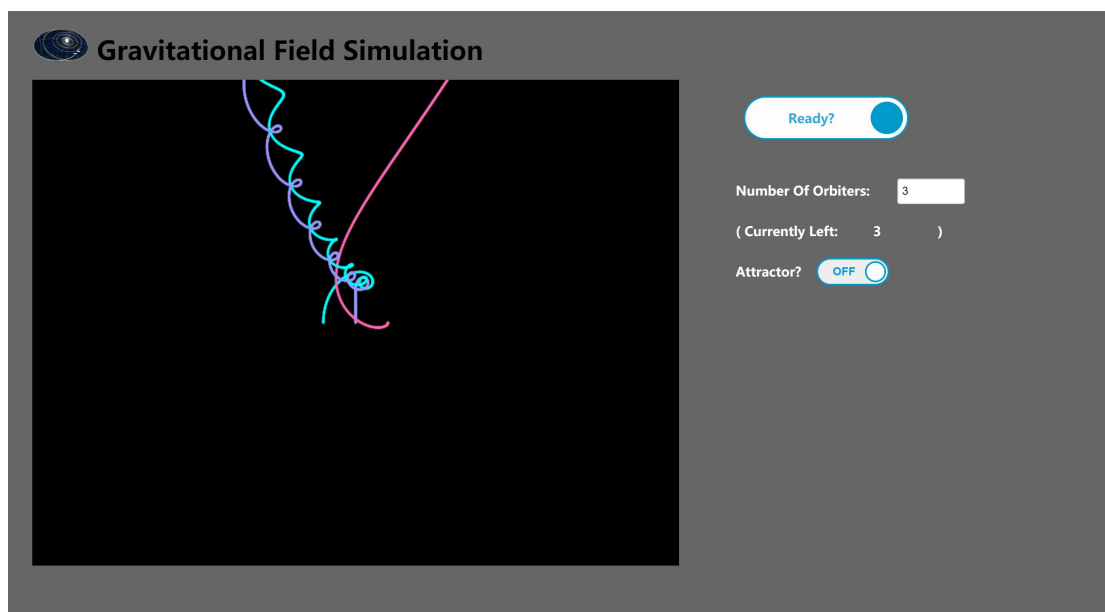 Gravitational Field Simulation
Ready?
Number Of Orbiters: 3
( Currently Left: 3 )
Attractor? OFF